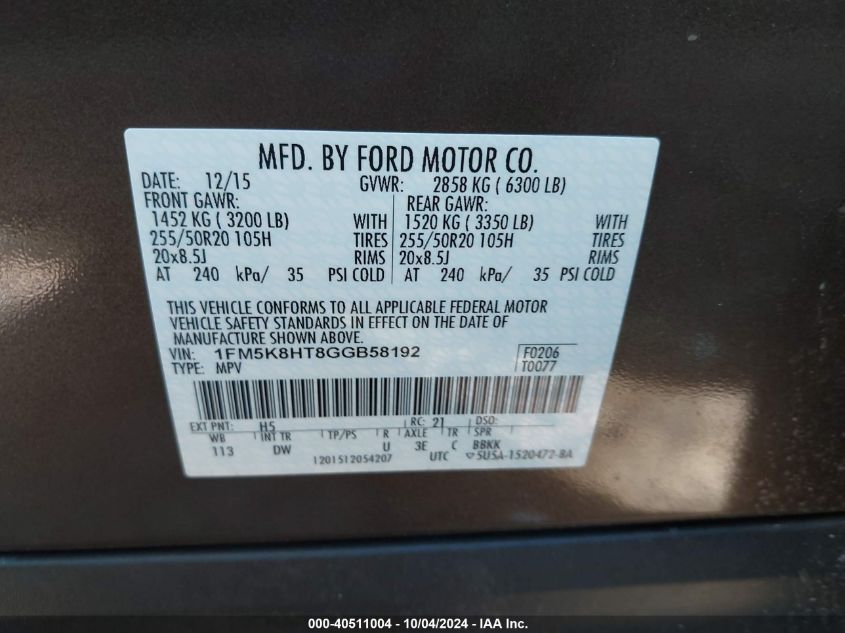 MFD. BY FORD MOTOR CO.
DATE: 12/15 GVWR: 2858 KG ( 6300 LB)
FRONT GAWR: REAR GAWR:
1452 KG ( 3200 LB) WITH 1520 KG ( 3350 LB) WITH
255/50R20 105H TIRES 255/50R20 105H TIRES
20x8.5J RIMS 20x8.5J RIMS
AT 240 kPa/ 35 PSI COLD AT 240 kPa/ 35 PSI COLD
THIS VEHICLE CONFORMS TO ALL APPLICABLE FEDERAL MOTOR
VEHICLE SAFETY STANDARDS IN EFFECT ON THE DATE OF
MANUFACTURE SHOWN ABOVE.
VIN: 1FM5K8HT8GGB58192 F0206
TYPE: MPV T0077
EXT PNT: H5 RC: 21 DSO:
WB INT TR TP/PS R AXLE TR SPR
113 DW U 3E C BBKK
1201512054207 UTC 5U5A-1520472-BA
000-40511004 - 10/04/2024 - IAA Inc.